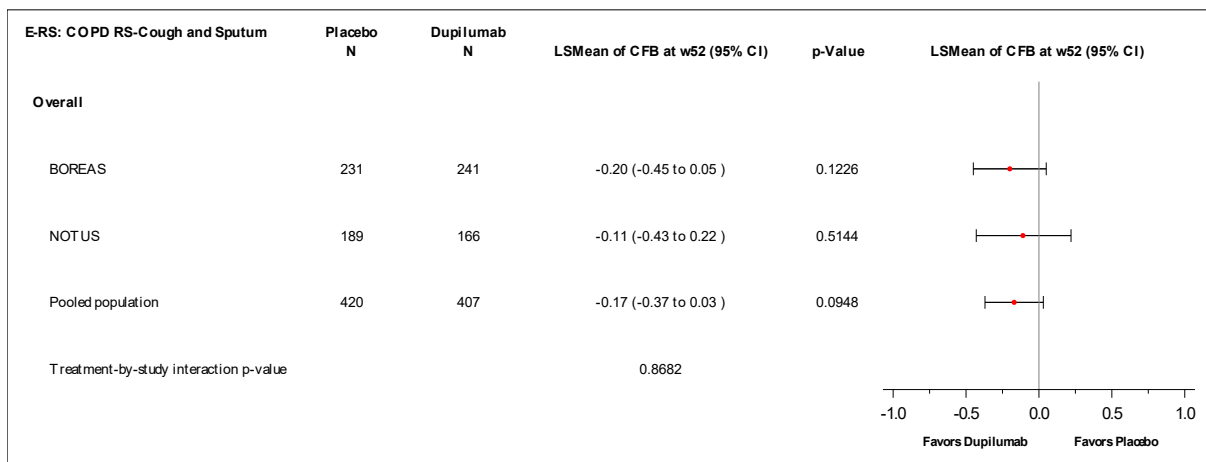 E-RS: COPD RS-Cough and Sputum Placebo N Dupilumab N LSMean of CFB at w52 (95% CI) p-Value LSMean of CFB at w52 (95% CI)
Overall
BOREAS 231 241 -0.20 (-0.45 to 0.05 ) 0.1226
NOTUS 189 166 -0.11 (-0.43 to 0.22 ) 0.5144
Pooled population 420 407 -0.17 (-0.37 to 0.03 ) 0.0948
Treatment-by-study interaction p-value 0.8682
-1.0 -0.5 0.0 0.5 1.0
Favors Dupilumab Favors Placebo